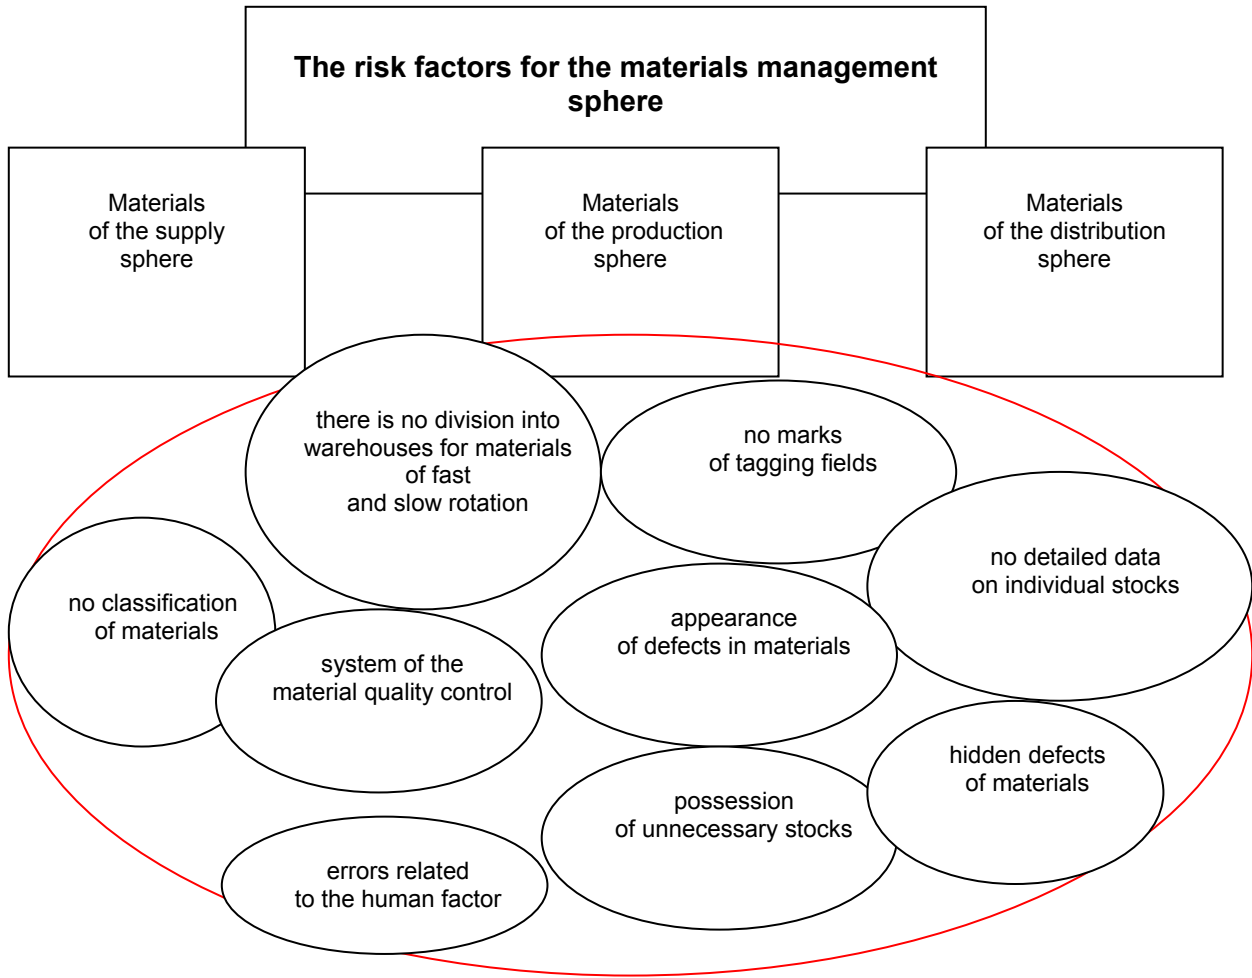 The risk factors for the materials management
sphere
Materials
of the supply
sphere
Materials
of the production
sphere
Materials
of the distribution
sphere
there is no division into
warehouses for materials
of fast
and slow rotation
no marks
of tagging fields
no detailed data
on individual stocks
no classification
of materials
appearance
of defects in materials
system of the
material quality control
hidden defects
of materials
possession
of unnecessary stocks
errors related
to the human factor